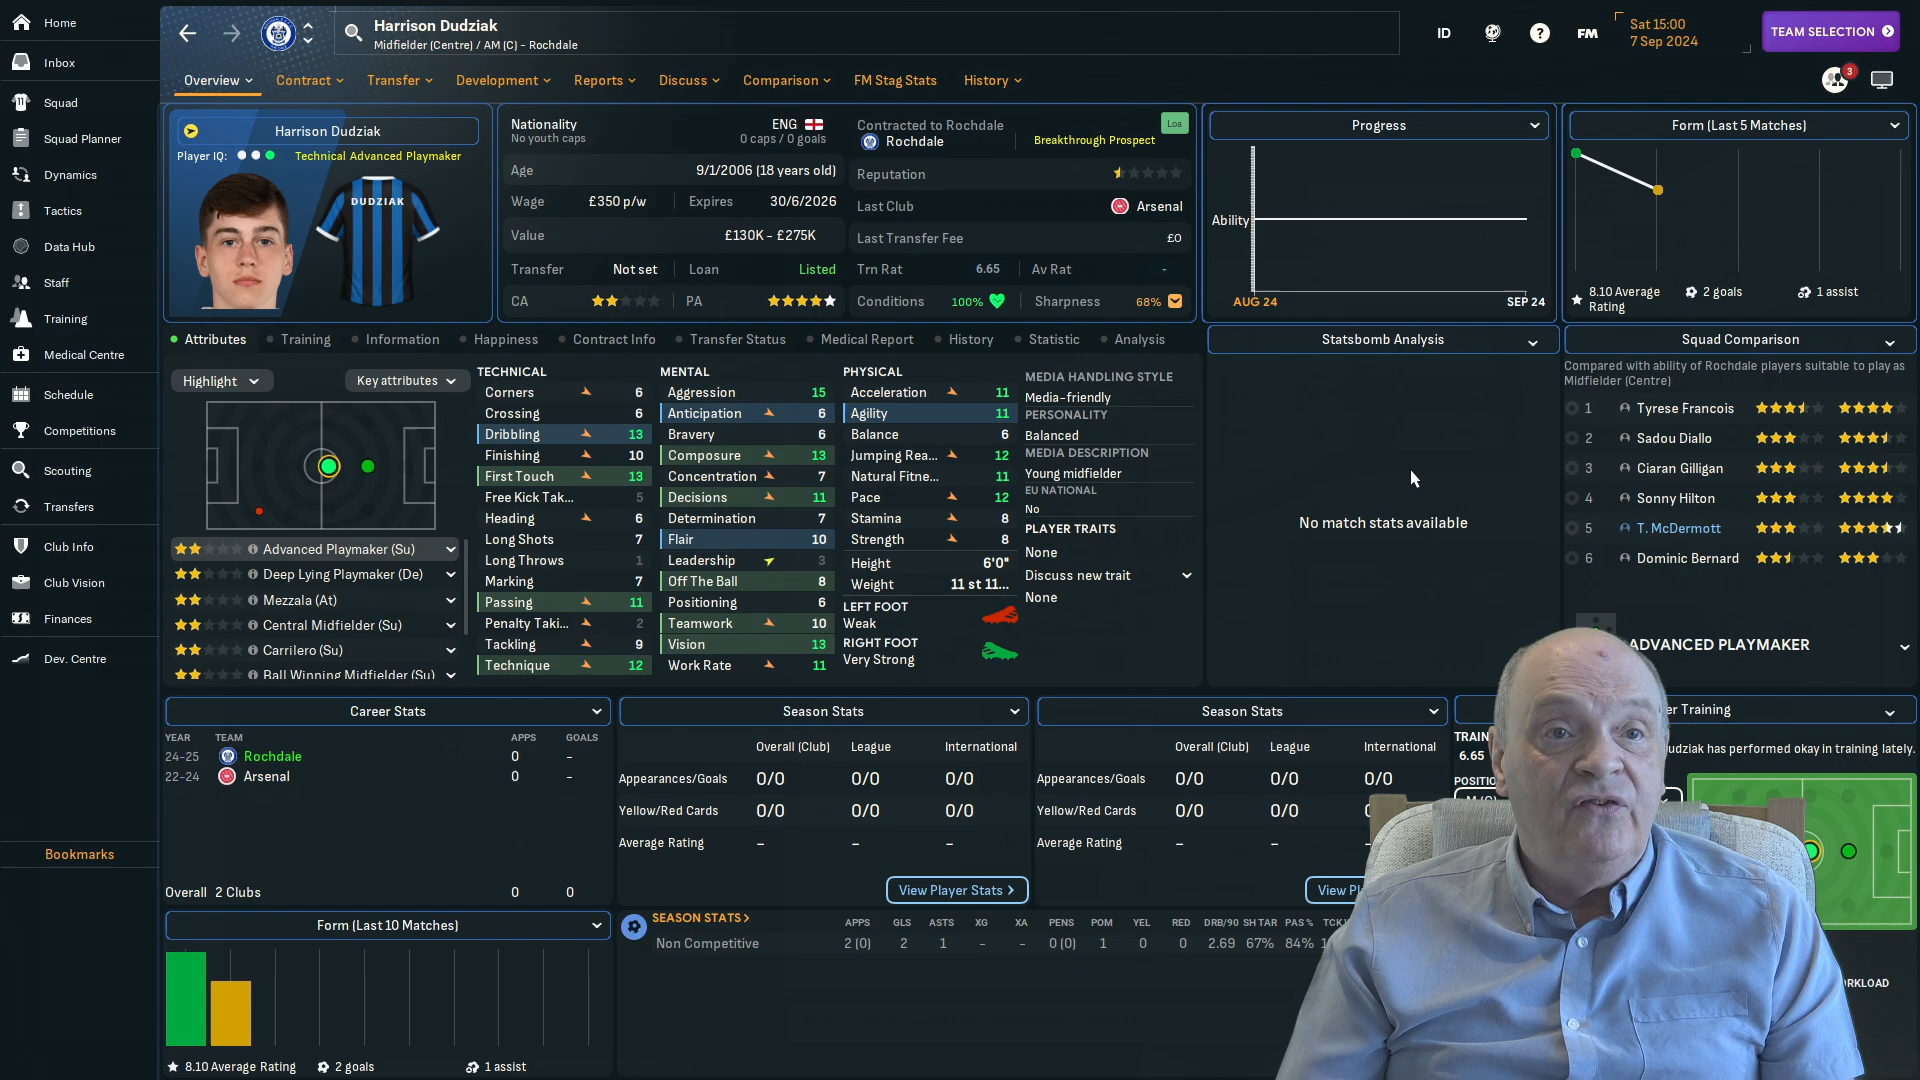 Home
Inbox
Squad
Squad Planner
Dynamics
Tactics
Data Hub
Staff
Training
Medical Centre
Schedule
Competitions
Scouting
Transfers
Club Info
Club Vision
Finances
Dev. Centre
Bookmarks
Harrison Dudziak
Midfielder (Centre) / AM (C) - Rochdale
ID
?
FM
Sat 15:00
7 Sep 2024
TEAM SELECTION
Overview
Contract
Transfer
Development
Reports
Discuss
Comparison
FM Stag Stats
History
3
Harrison Dudziak
Player IQ:
Technical Advanced Playmaker
DUDZIAK
Nationality
ENG
No youth caps
0 caps / 0 goals
Age
9/1/2006 (18 years old)
Wage
£350 p/w
Expires
30/6/2026
Value
£130K - £275K
Transfer
Not set
Loan
Listed
CA
PA
Contracted to Rochdale
Loa
Rochdale
Breakthrough Prospect
Reputation
Last Club
Arsenal
Last Transfer Fee
£0
Trn Rat
6.65
Av Rat
-
Conditions
100%
Sharpness
68%
Progress
Ability
AUG 24
SEP 24
Form (Last 5 Matches)
8.10 Average Rating
2 goals
1 assist
Attributes
Training
Information
Happiness
Contract Info
Transfer Status
Medical Report
History
Statistic
Analysis
Highlight
Key attributes
Advanced Playmaker (Su)
Deep Lying Playmaker (De)
Mezzala (At)
Central Midfielder (Su)
Carrilero (Su)
Ball Winning Midfielder (Su)
TECHNICAL
Corners 6
Crossing 6
Dribbling 13
Finishing 10
First Touch 13
Free Kick Tak... 5
Heading 6
Long Shots 7
Long Throws 1
Marking 7
Passing 11
Penalty Taki... 2
Tackling 9
Technique 12
MENTAL
Aggression 15
Anticipation 6
Bravery 6
Composure 13
Concentration 7
Decisions 11
Determination 7
Flair 10
Leadership 3
Off The Ball 8
Positioning 6
Teamwork 10
Vision 13
Work Rate 11
PHYSICAL
Acceleration 11
Agility 11
Balance 6
Jumping Rea... 12
Natural Fitne... 11
Pace 12
Stamina 8
Strength 8
Height 6'0"
Weight 11 st 11...
LEFT FOOT
Weak
RIGHT FOOT
Very Strong
MEDIA HANDLING STYLE
Media-friendly
PERSONALITY
Balanced
MEDIA DESCRIPTION
Young midfielder
EU NATIONAL
No
PLAYER TRAITS
None
Discuss new trait
None
Statsbomb Analysis
No match stats available
Squad Comparison
Compared with ability of Rochdale players suitable to play as
Midfielder (Centre)
1 Tyrese Francois
2 Sadou Diallo
3 Ciaran Gilligan
4 Sonny Hilton
5 T. McDermott
6 Dominic Bernard
ADVANCED PLAYMAKER
Career Stats
YEAR TEAM APPS GOALS
24-25 Rochdale 0 -
22-24 Arsenal 0 -
Overall 2 Clubs 0 0
Season Stats
Overall (Club) League International
Appearances/Goals 0/0 0/0 0/0
Yellow/Red Cards 0/0 0/0 0/0
Average Rating - - -
View Player Stats
Season Stats
Overall (Club) League International
Appearances/Goals 0/0 0/0 0/0
Yellow/Red Cards 0/0 0/0
Average Rating - -
View
Training
6.65
udziak has performed okay in training lately.
Form (Last 10 Matches)
8.10 Average Rating
2 goals
1 assist
SEASON STATS
APPS GLS ASTS XG XA PENS POM YEL RED DRB/90 SH TAR PAS %
Non Competitive 2 (0) 2 1 - - 0 (0) 1 0 0 2.69 67% 84%